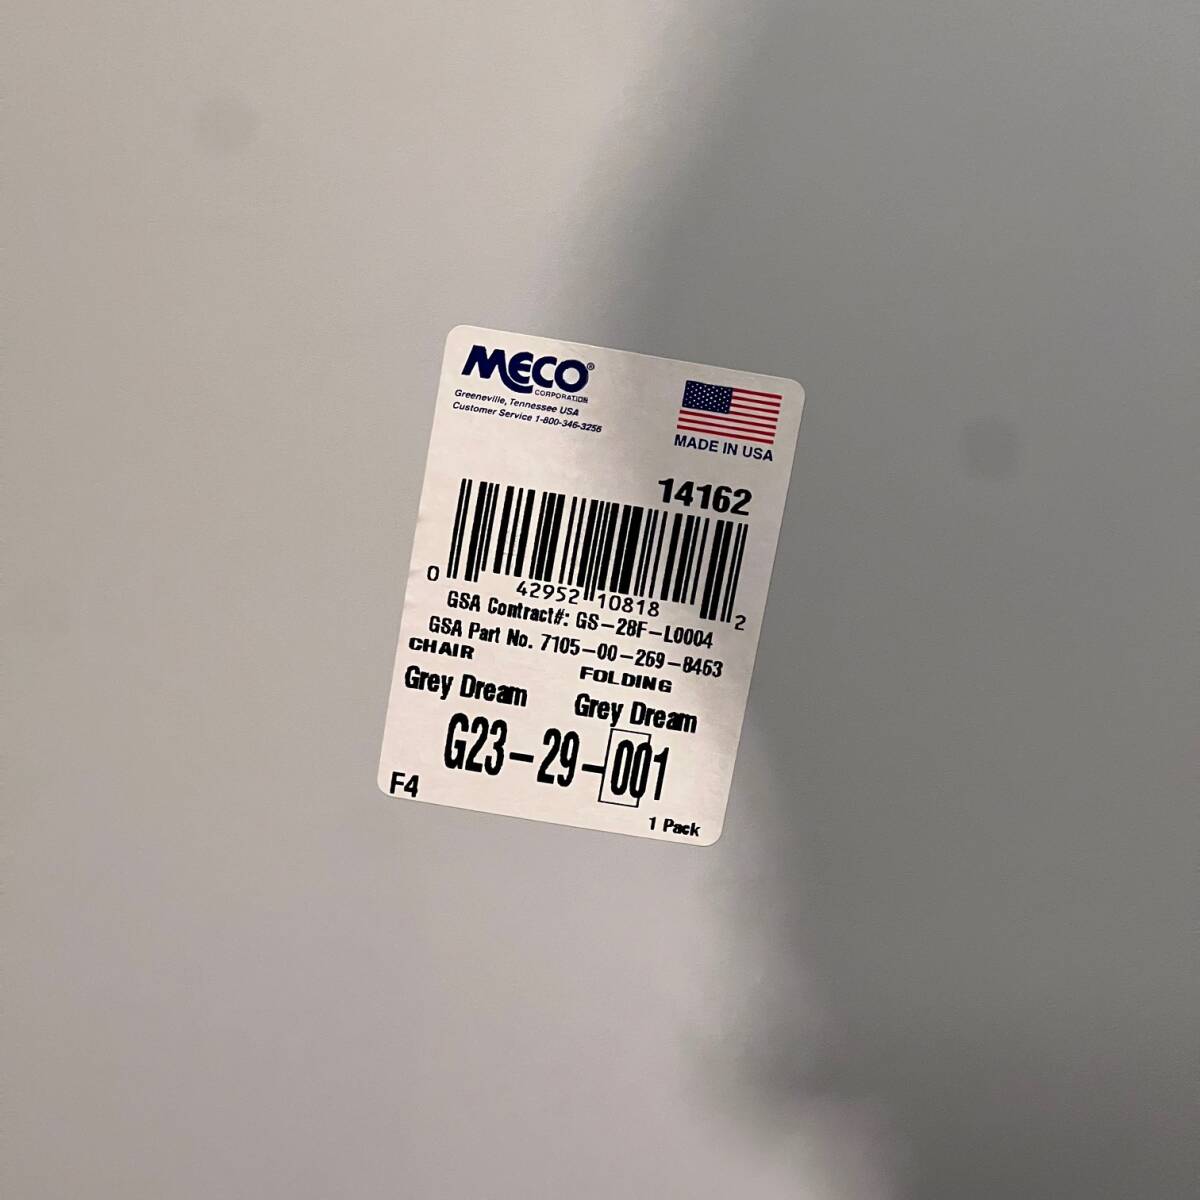 MECO®
CORPORATION
Greeneville, Tennessee USA
Customer Service 1-800-346-3256
MADE IN USA
14162
0 42952 10818 2
GSA Contract#: GS-28F-L0004
GSA Part No. 7105-00-269-8463
CHAIR FOLDING
Grey Dream Grey Dream
G23-29-001
F4 1 Pack